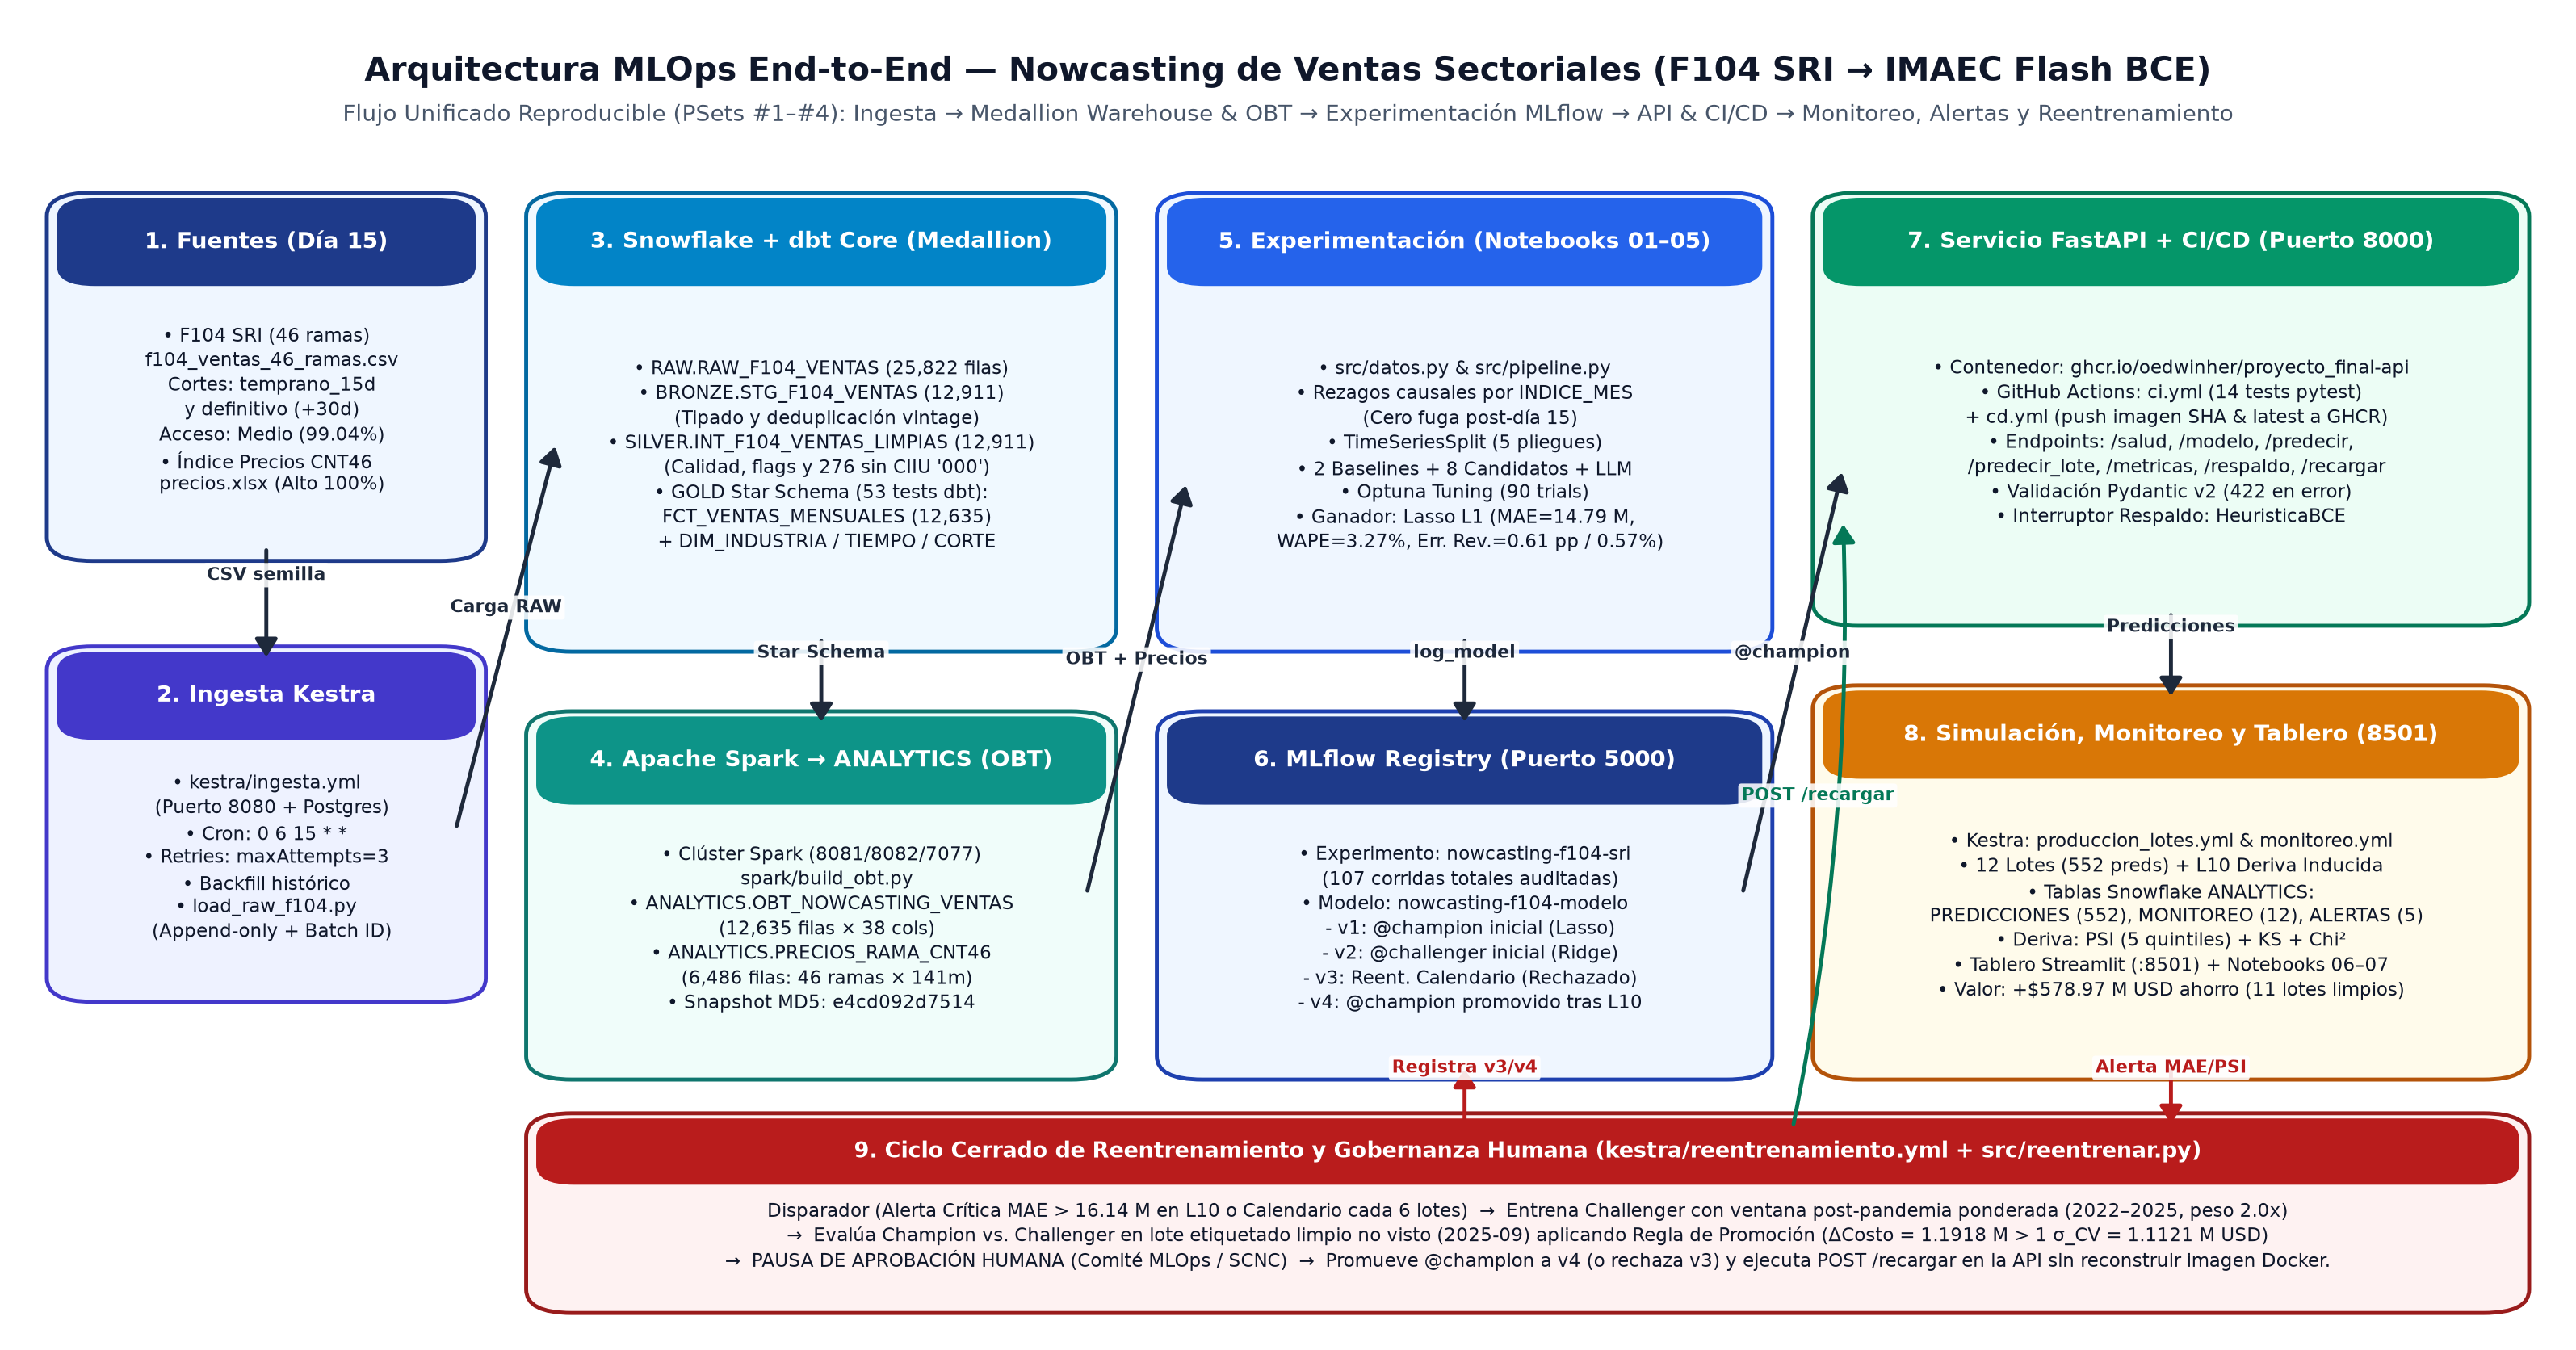 Arquitectura MLOps End-to-End — Nowcasting de Ventas Sectoriales (F104 SRI → IMAEC Flash BCE)
Flujo Unificado Reproducible (PSets #1–#4): Ingesta → Medallion Warehouse & OBT → Experimentación MLflow → API & CI/CD → Monitoreo, Alertas y Reentrenamiento
1. Fuentes (Día 15)
• F104 SRI (46 ramas)
f104_ventas_46_ramas.csv
Cortes: temprano_15d
y definitivo (+30d)
Acceso: Medio (99.04%)
• Índice Precios CNT46
precios.xlsx (Alto 100%)
CSV semilla
2. Ingesta Kestra
• kestra/ingesta.yml
(Puerto 8080 + Postgres)
• Cron: 0 6 15 * *
• Retries: maxAttempts=3
• Backfill histórico
• load_raw_f104.py
(Append-only + Batch ID)
Carga RAW
3. Snowflake + dbt Core (Medallion)
• RAW.RAW_F104_VENTAS (25,822 filas)
• BRONZE.STG_F104_VENTAS (12,911)
(Tipado y deduplicación vintage)
• SILVER.INT_F104_VENTAS_LIMPIAS (12,911)
(Calidad, flags y 276 sin CIIU '000')
• GOLD Star Schema (53 tests dbt):
FCT_VENTAS_MENSUALES (12,635)
+ DIM_INDUSTRIA / TIEMPO / CORTE
Star Schema
4. Apache Spark → ANALYTICS (OBT)
• Clúster Spark (8081/8082/7077)
spark/build_obt.py
• ANALYTICS.OBT_NOWCASTING_VENTAS
(12,635 filas × 38 cols)
• ANALYTICS.PRECIOS_RAMA_CNT46
(6,486 filas: 46 ramas × 141m)
• Snapshot MD5: e4cd092d7514
OBT + Precios
5. Experimentación (Notebooks 01–05)
• src/datos.py & src/pipeline.py
• Rezagos causales por INDICE_MES
(Cero fuga post-día 15)
• TimeSeriesSplit (5 pliegues)
• 2 Baselines + 8 Candidatos + LLM
• Optuna Tuning (90 trials)
• Ganador: Lasso L1 (MAE=14.79 M,
WAPE=3.27%, Err. Rev.=0.61 pp / 0.57%)
log_model
6. MLflow Registry (Puerto 5000)
• Experimento: nowcasting-f104-sri
(107 corridas totales auditadas)
• Modelo: nowcasting-f104-modelo
- v1: @champion inicial (Lasso)
- v2: @challenger inicial (Ridge)
- v3: Reent. Calendario (Rechazado)
- v4: @champion promovido tras L10
@champion
7. Servicio FastAPI + CI/CD (Puerto 8000)
• Contenedor: ghcr.io/oedwinher/proyecto_final-api
• GitHub Actions: ci.yml (14 tests pytest)
+ cd.yml (push imagen SHA & latest a GHCR)
• Endpoints: /salud, /modelo, /predecir,
/predecir_lote, /metricas, /respaldo, /recargar
• Validación Pydantic v2 (422 en error)
• Interruptor Respaldo: HeuristicaBCE
Predicciones
POST /recargar
8. Simulación, Monitoreo y Tablero (8501)
• Kestra: produccion_lotes.yml & monitoreo.yml
• 12 Lotes (552 preds) + L10 Deriva Inducida
• Tablas Snowflake ANALYTICS:
PREDICCIONES (552), MONITOREO (12), ALERTAS (5)
• Deriva: PSI (5 quintiles) + KS + Chi²
• Tablero Streamlit (:8501) + Notebooks 06–07
• Valor: +$578.97 M USD ahorro (11 lotes limpios)
Registra v3/v4
Alerta MAE/PSI
9. Ciclo Cerrado de Reentrenamiento y Gobernanza Humana (kestra/reentrenamiento.yml + src/reentrenar.py)
Disparador (Alerta Crítica MAE > 16.14 M en L10 o Calendario cada 6 lotes) → Entrena Challenger con ventana post-pandemia ponderada (2022–2025, peso 2.0x)
→ Evalúa Champion vs. Challenger en lote etiquetado limpio no visto (2025-09) aplicando Regla de Promoción (ΔCosto = 1.1918 M > 1 σ_CV = 1.1121 M USD)
→ PAUSA DE APROBACIÓN HUMANA (Comité MLOps / SCNC) → Promueve @champion a v4 (o rechaza v3) y ejecuta POST /recargar en la API sin reconstruir imagen Docker.